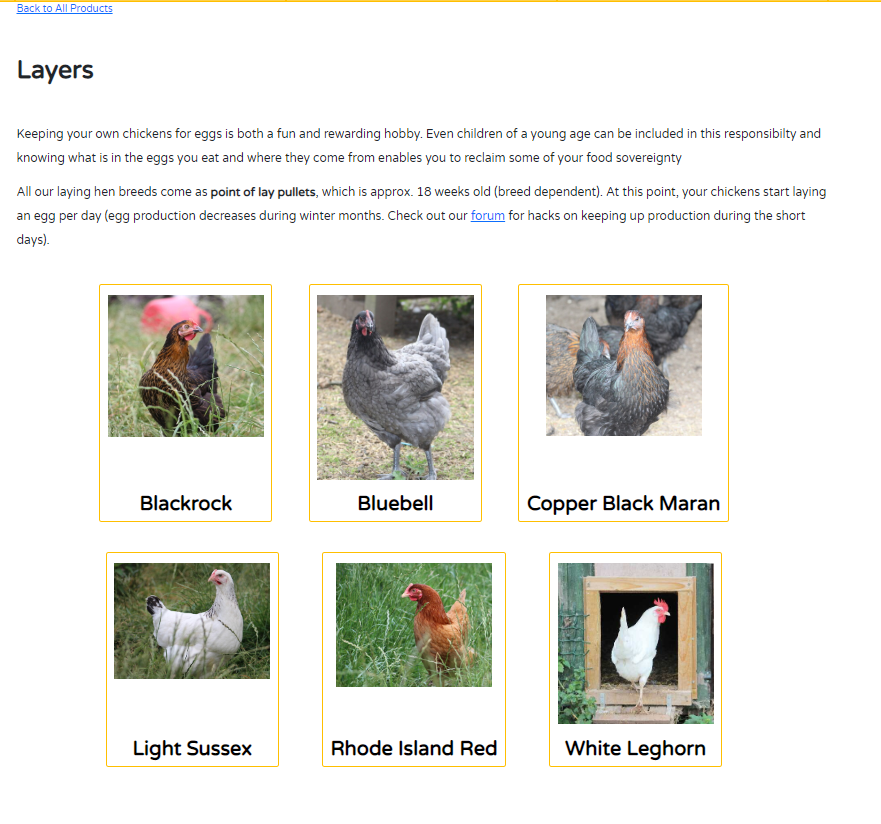 Back to All Products
Layers
Keeping your own chickens for eggs is both a fun and rewarding hobby. Even children of a young age can be included in this responsibilty and
knowing what is in the eggs you eat and where they come from enables you to reclaim some of your food sovereignty
All our laying hen breeds come as point of lay pullets, which is approx. 18 weeks old (breed dependent). At this point, your chickens start laying
an egg per day (egg production decreases during winter months. Check out our forum for hacks on keeping up production during the short
days).
Blackrock
Bluebell
Copper Black Maran
Light Sussex
Rhode Island Red
White Leghorn